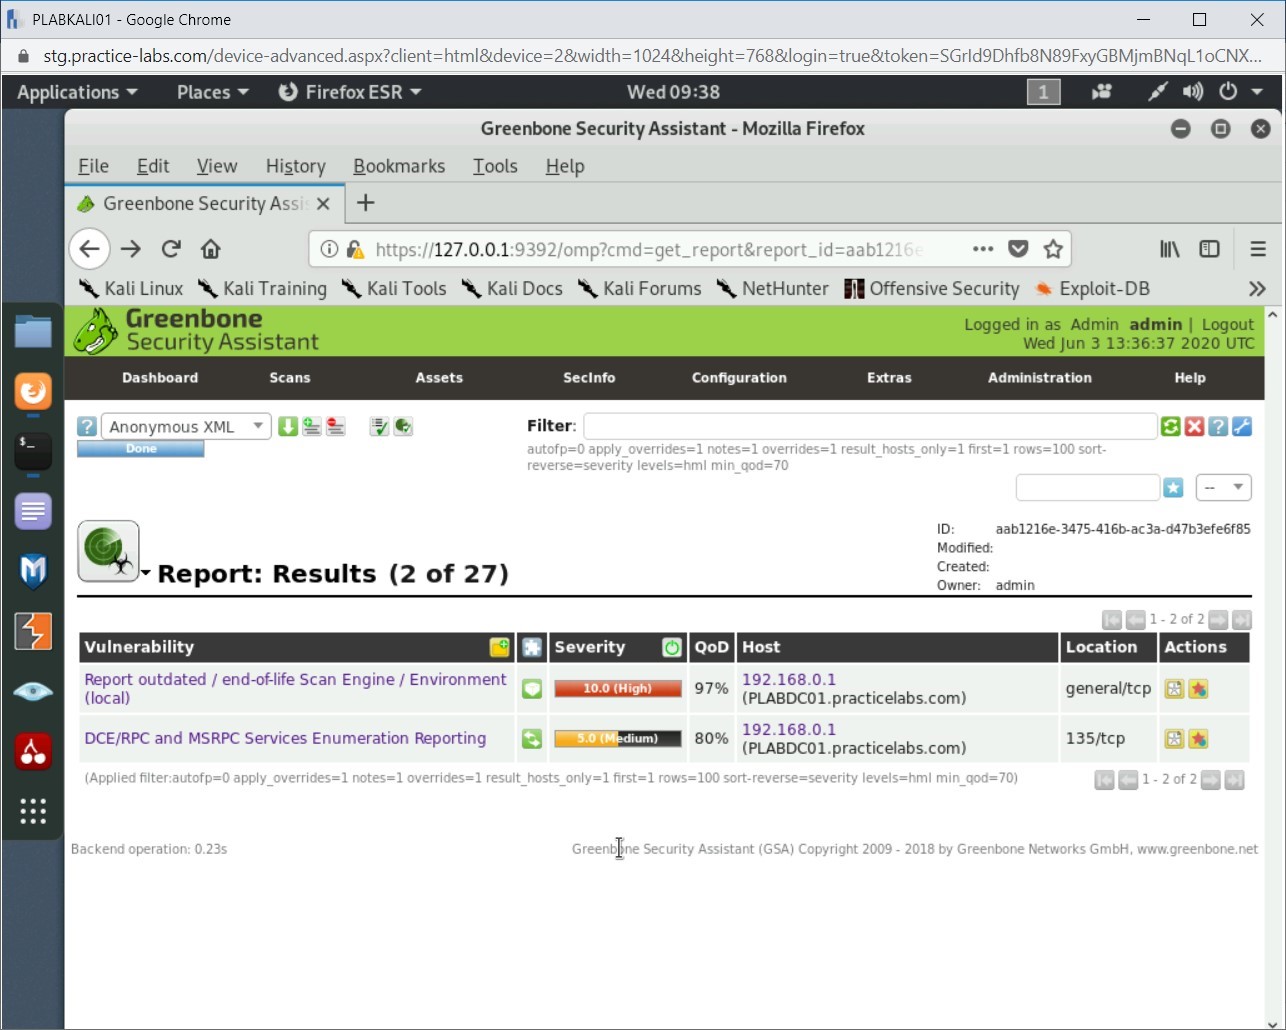 PLABKALI01 - Google Chrome
stg.practice-labs.com/device-advanced.aspx?client=html&device=2&width=1024&height=768&login=true&token=SGrId9Dhfb8N89FxyGBMjmBNqL1oCNX...
Applications Places Firefox ESR Wed 09:38 1
Greenbone Security Assistant - Mozilla Firefox
File Edit View History Bookmarks Tools Help
Greenbone Security Assi
https://127.0.0.1:9392/omp?cmd=get_report&report_id=aab1216e
Kali Linux Kali Training Kali Tools Kali Docs Kali Forums NetHunter Offensive Security Exploit-DB
Greenbone
Security Assistant
Logged in as Admin admin | Logout
Wed Jun 3 13:36:37 2020 UTC
Dashboard Scans Assets SecInfo Configuration Extras Administration Help
Anonymous XML
Done
Filter:
autofp=0 apply_overrides=1 notes=1 overrides=1 result_hosts_only=1 first=1 rows=100 sort-
reverse=severity levels=hml min_qod=70
--
ID: aab1216e-3475-416b-ac3a-d47b3efe6f85
Modified:
Created:
Owner: admin
Report: Results (2 of 27)
1 - 2 of 2
Vulnerability Severity QoD Host Location Actions
Report outdated / end-of-life Scan Engine / Environment
(local)
10.0 (High) 97% 192.168.0.1
(PLABDC01.practicelabs.com)
general/tcp
DCE/RPC and MSRPC Services Enumeration Reporting 5.0 (Medium) 80% 192.168.0.1
(PLABDC01.practicelabs.com)
135/tcp
(Applied filter:autofp=0 apply_overrides=1 notes=1 overrides=1 result_hosts_only=1 first=1 rows=100 sort-reverse=severity levels=hml min_qod=70)
1 - 2 of 2
Backend operation: 0.23s
Greenbone Security Assistant (GSA) Copyright 2009 - 2018 by Greenbone Networks GmbH, www.greenbone.net